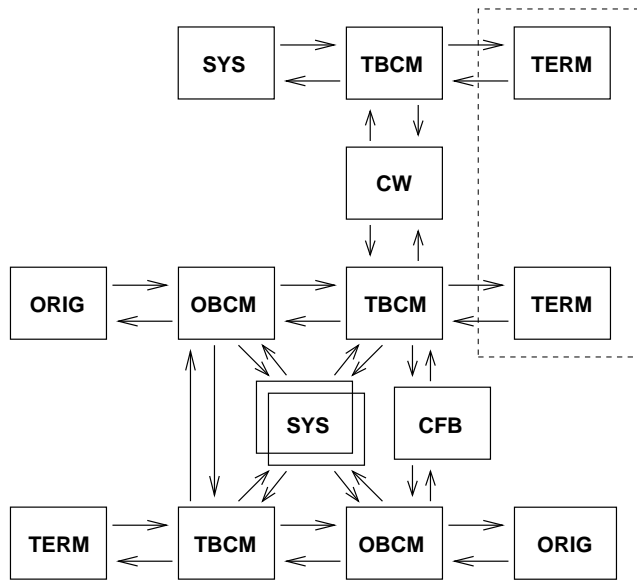 SYS TBCM TERM
CW
ORIG OBCM TBCM TERM
SYS CFB
TERM TBCM OBCM ORIG